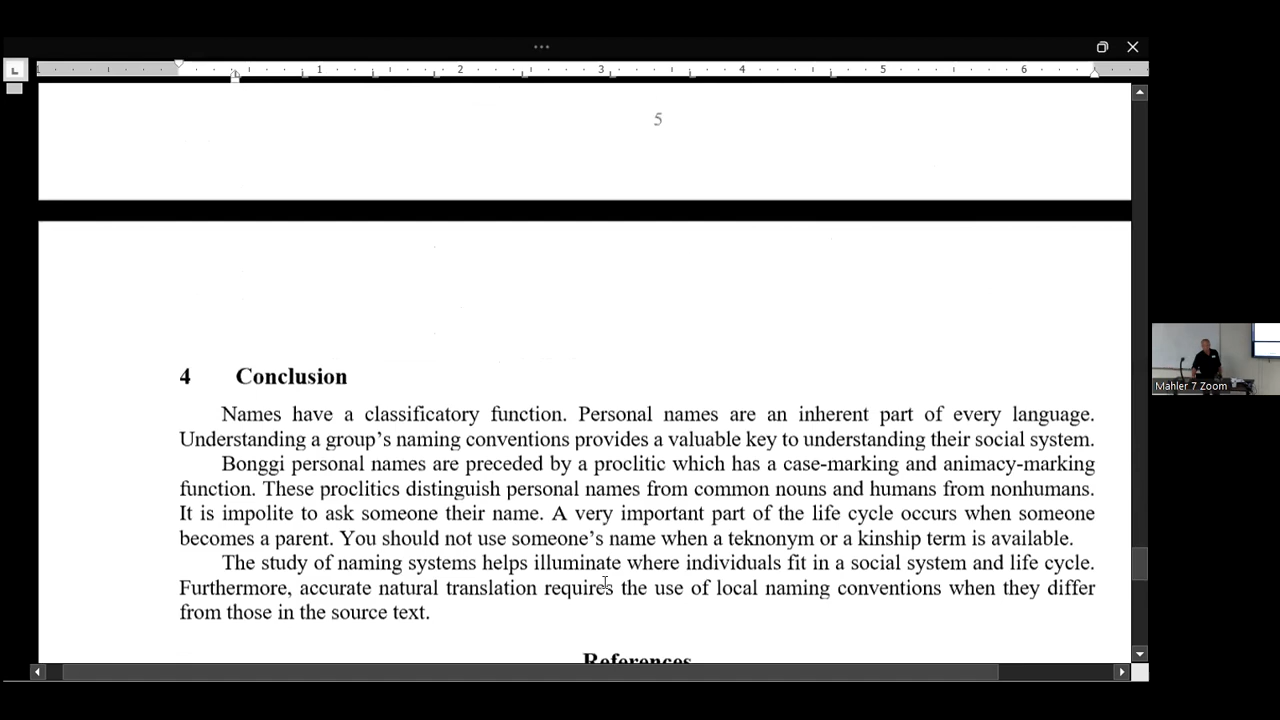 1 2 3 4 5 6
5
4 Conclusion
Names have a classificatory function. Personal names are an inherent part of every language.
Understanding a group's naming conventions provides a valuable key to understanding their social system.
Bonggi personal names are preceded by a proclitic which has a case-marking and animacy-marking
function. These proclitics distinguish personal names from common nouns and humans from nonhumans.
It is impolite to ask someone their name. A very important part of the life cycle occurs when someone
becomes a parent. You should not use someone's name when a teknonym or a kinship term is available.
The study of naming systems helps illuminate where individuals fit in a social system and life cycle.
Furthermore, accurate natural translation requires the use of local naming conventions when they differ
from those in the source text.
References
Mahler 7 Zoom